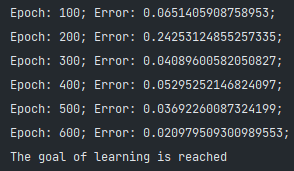 Epoch: 100; Error: 0.0651405908758953;
Epoch: 200; Error: 0.24253124855257335;
Epoch: 300; Error: 0.04089600582050827;
Epoch: 400; Error: 0.05295252146824097;
Epoch: 500; Error: 0.03692260087324199;
Epoch: 600; Error: 0.020979509300989553;
The goal of learning is reached